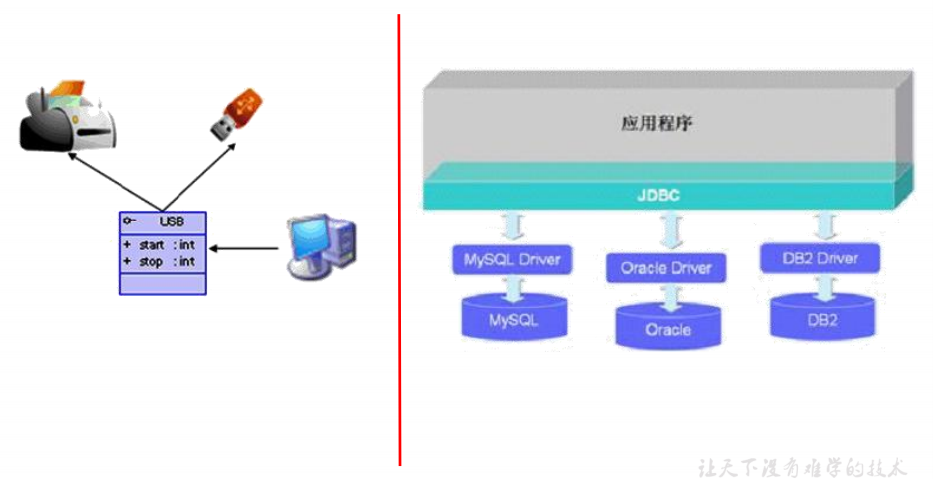 USB
+ start : int
+ stop : int
应用程序
JDBC
MySQL Driver
Oracle Driver
DB2 Driver
MySQL
Oracle
DB2
让天下没有难学的技术